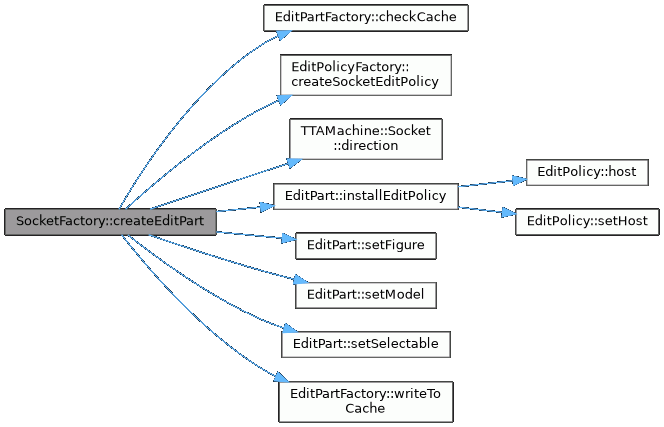 EditPartFactory::checkCache
EditPolicyFactory::
createSocketEditPolicy
TTAMachine::Socket
::direction
EditPart::installEditPolicy
EditPolicy::host
EditPolicy::setHost
SocketFactory::createEditPart
EditPart::setFigure
EditPart::setModel
EditPart::setSelectable
EditPartFactory::writeTo
Cache